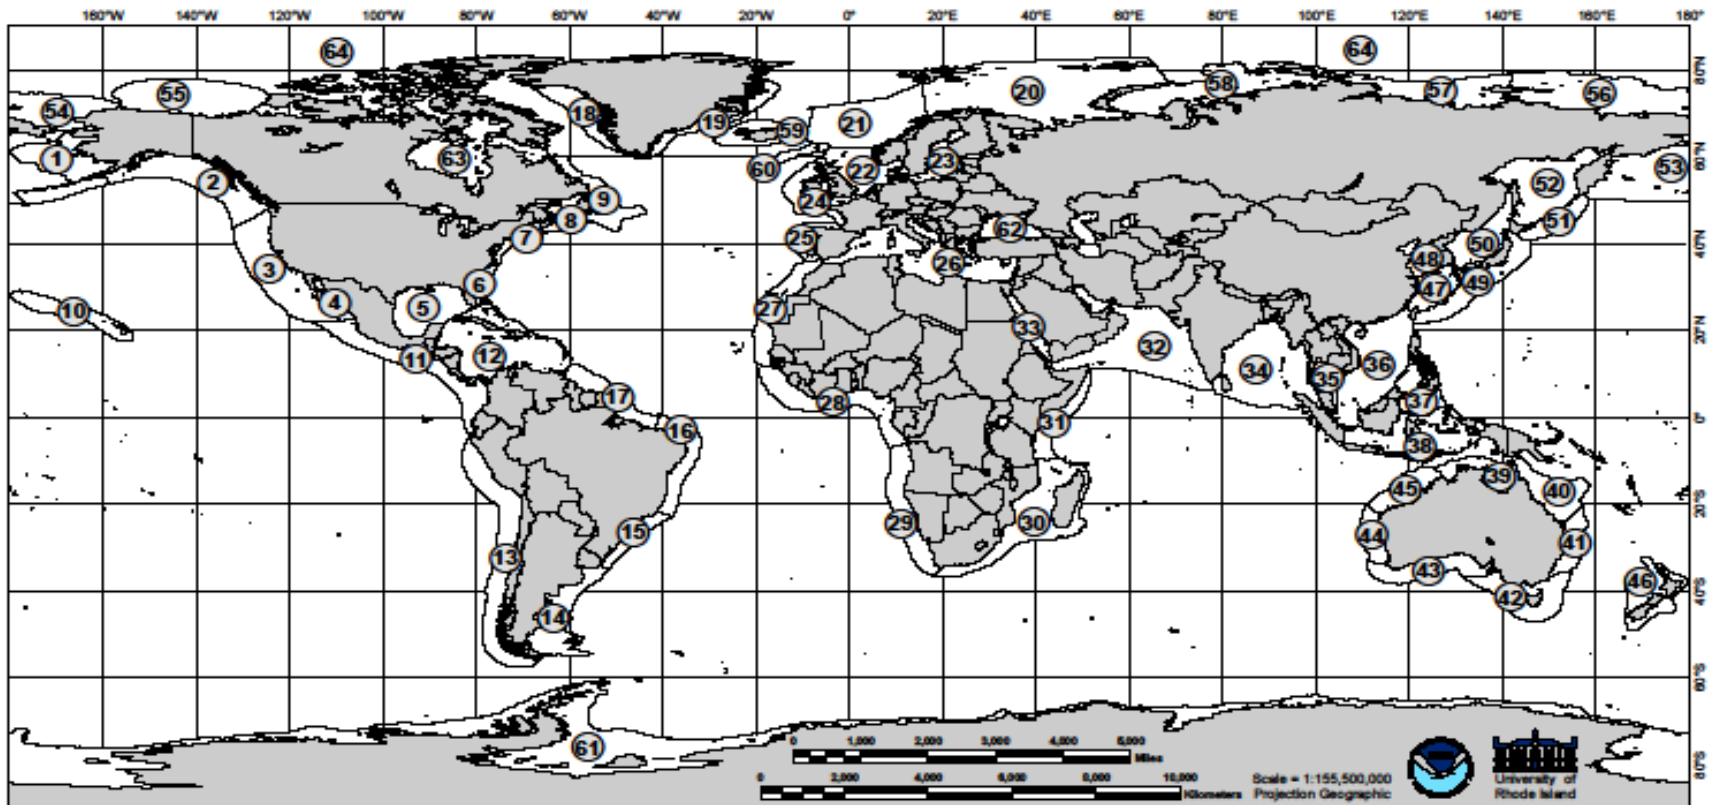 160°W 140°W 120°W 100°W 80°W 60°W 40°W 20°W 0° 20°E 40°E 60°E 80°E 100°E 120°E 140°E 160°E 180°
64 64
80°N
54 55 18 19 59 21 20 58 57 56
60°N
1 2 63 9 8 7 60 22 23 24 52 53 51
40°N
3 4 5 6 25 26 62 48 50 47 49
10 27 33
20°N
11 12 17 32 34 35 36
16 28 31 37
0°
38 39 45 40
20°S
15 29 30 44 41
13 43 42 46
40°S
14
60°S
61
80°S
0 1,000 2,000 3,000 4,000 5,000
Miles
0 2,000 4,000 6,000 8,000 10,000
Kilometers
Scale = 1:155,500,000
Projection Geographic
University of
Rhode Island